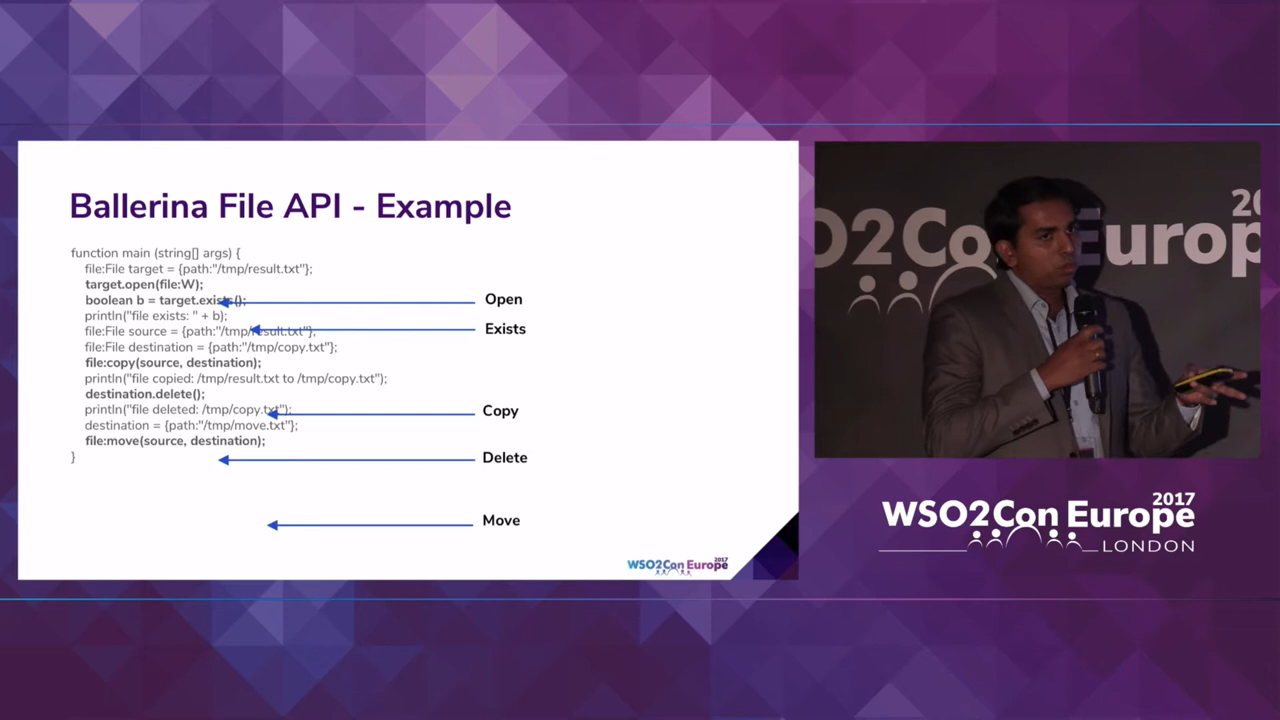 Ballerina File API - Example
function main (string[] args) {
file:File target = {path:"/tmp/result.txt"};
target.open(file:W);
boolean b = target.exists();
println("file exists: " + b);
file:File source = {path:"/tmp/result.txt"};
file:File destination = {path:"/tmp/copy.txt"};
file:copy(source, destination);
println("file copied: /tmp/result.txt to /tmp/copy.txt");
destination.delete();
println("file deleted: /tmp/copy.txt");
destination = {path:"/tmp/move.txt"};
file:move(source, destination);
}
Open
Exists
Copy
Delete
Move
WSO2Con Europe
2017
O2Con Europ
20
2017
WSO2Con Europe
LONDON